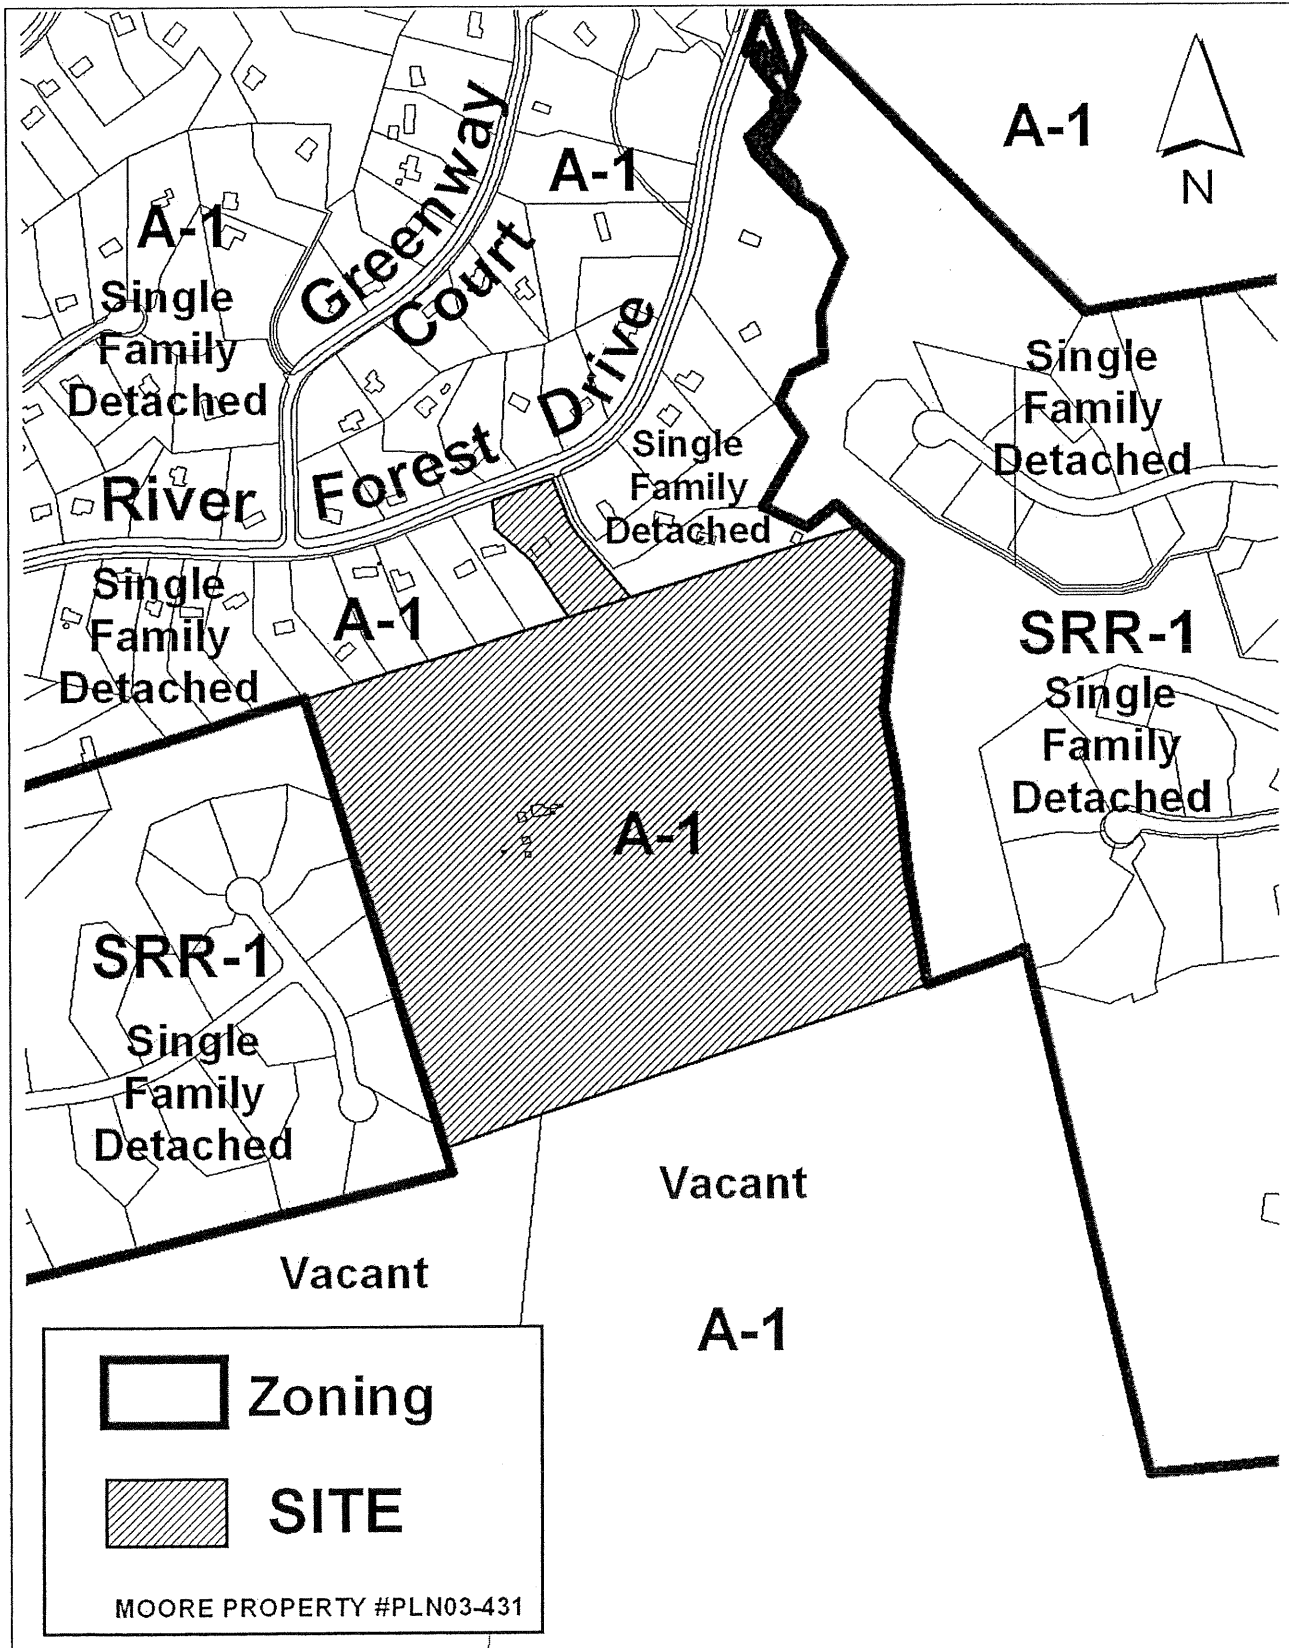 A-1
N
A-1
Greenway
Court
A-1
Single
Family
Detached
River Forest Drive
Single
Family
Detached
Single
Family
Detached
Single
Family
Detached
A-1
SRR-1
Single
Family
Detached
A-1
SRR-1
Single
Family
Detached
Vacant
Vacant
A-1
Zoning
SITE
MOORE PROPERTY #PLN03-431